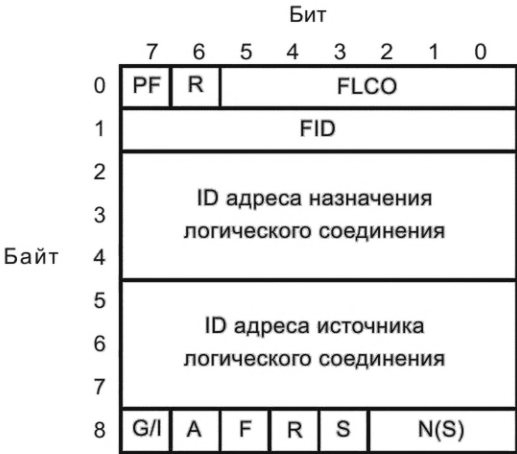 Бит
7 6 5 4 3 2 1 0
0 PF R FLCO
1 FID
2
ID адреса назначения
3
логического соединения
Байт 4
5
ID адреса источника
6
логического соединения
7
8 G/I A F R S N(S)